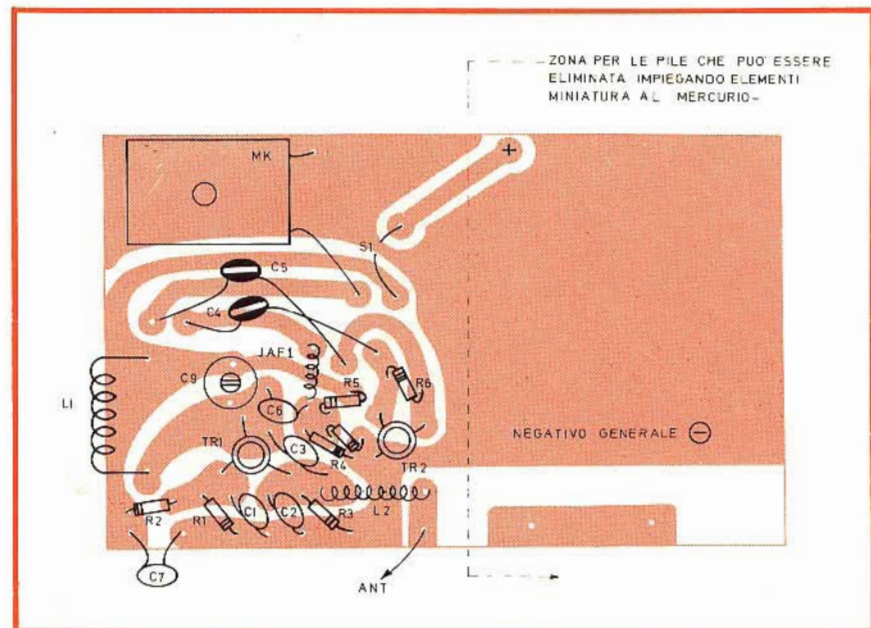 ZONA PER LE PILE CHE PUO' ESSERE
ELIMINATA IMPIEGANDO ELEMENTI
MINIATURA AL MERCURIO-
MK
+
S1
C5
C4
JAF1
C9
R5
R6
L1
C6
TR1
C3
R4
TR2
NEGATIVO GENERALE ⊖
L2
R2
R1
C1
C2
R3
C7
ANT